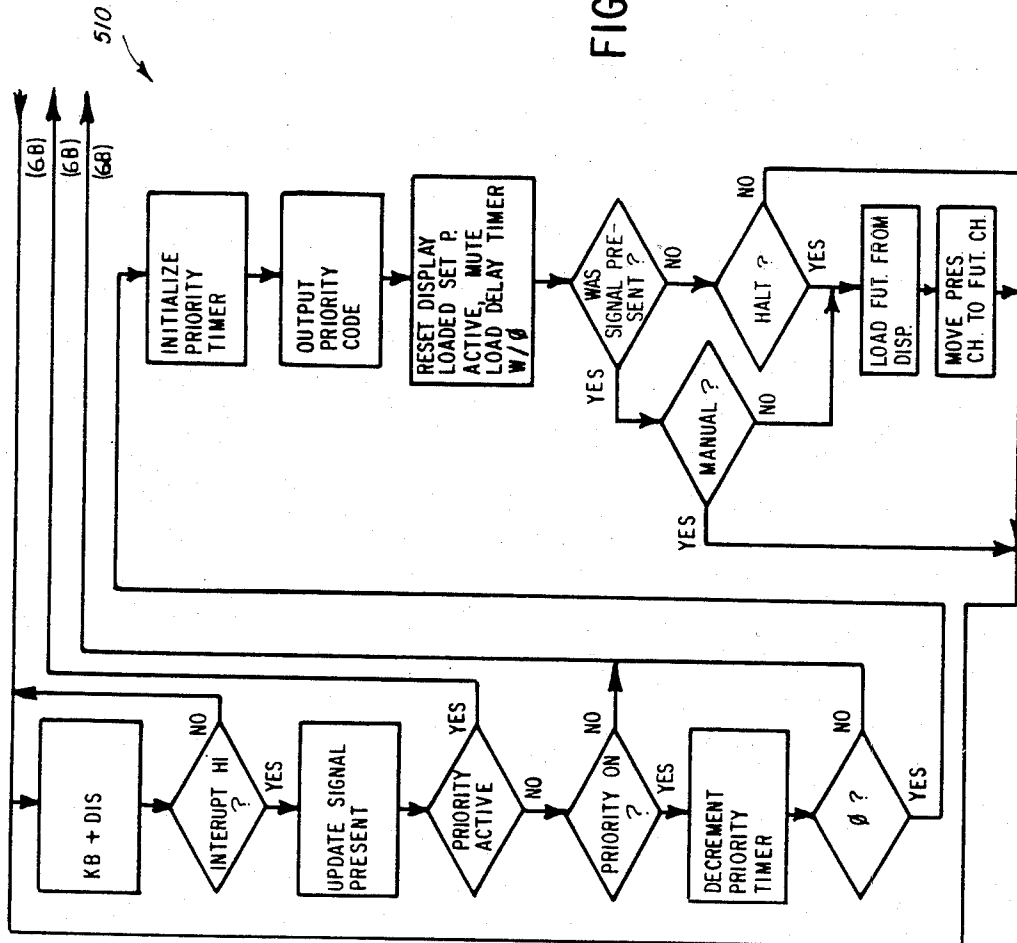 510
FIG
(6B)
(6B)
(6B)
KB + DIS
INTERUPT HI
?
NO
YES
UPDATE SIGNAL
PRESENT
PRIORITY
ACTIVE
YES
NO
PRIORITY ON
?
NO
YES
DECREMENT
PRIORITY
TIMER
Ø ?
NO
YES
INITIALIZE
PRIORITY
TIMER
OUTPUT
PRIORITY
CODE
RESET DISPLAY
LOADED SET P.
ACTIVE, MUTE
LOAD DELAY TIMER
W/Ø
WAS
SIGNAL PRE-
SENT ?
YES
NO
MANUAL ?
YES
NO
HALT ?
NO
YES
LOAD FUT. FROM
DISP.
MOVE PRES.
CH. TO FUT. CH.